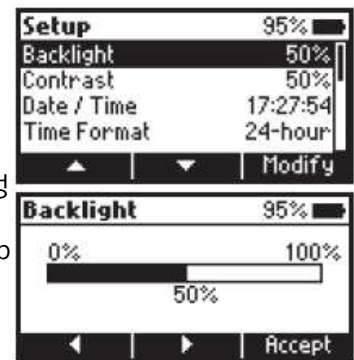 Setup 95%
Backlight 50%
Contrast 50%
Date / Time 17:27:54
Time Format 24-hour
Modify
Backlight 95%
0% 100%
50%
Accept